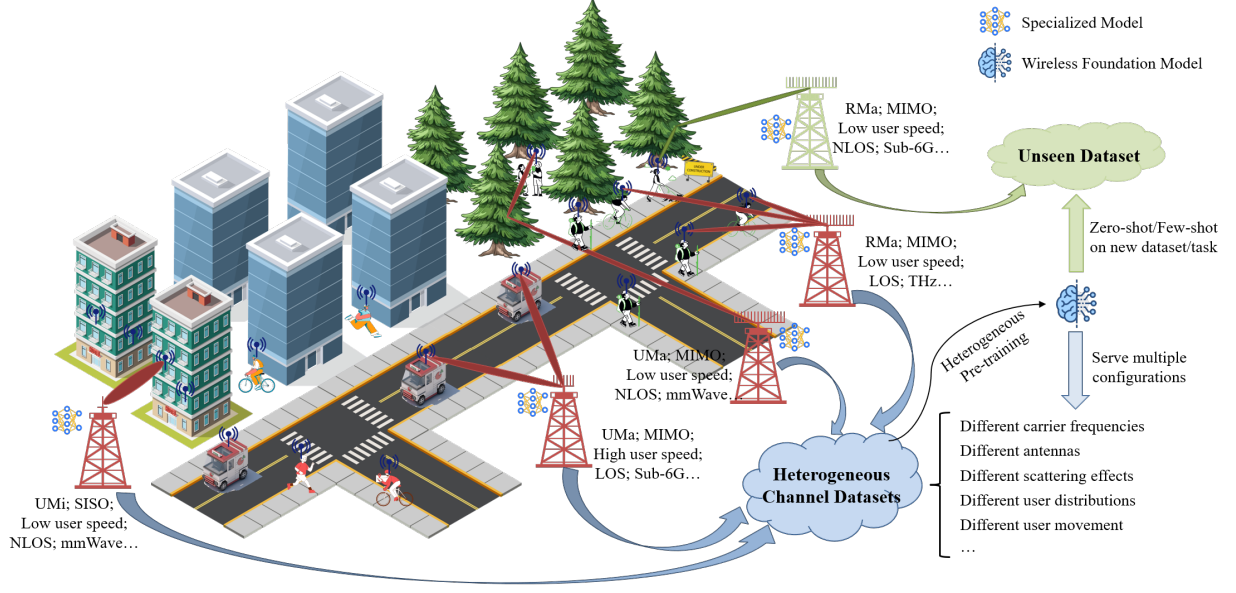 Specialized Model
Wireless Foundation Model
RMa; MIMO;
Low user speed;
NLOS; Sub-6G…
Unseen Dataset
UNDER
CONSTRUCTION
Zero-shot/Few-shot
on new dataset/task
RMa; MIMO;
Low user speed;
LOS; THz…
Heterogeneous
Pre-training
UMa; MIMO;
Low user speed;
NLOS; mmWave…
Serve multiple
configurations
UMa; MIMO;
High user speed;
LOS; Sub-6G…
Heterogeneous
Channel Datasets
Different carrier frequencies
Different antennas
Different scattering effects
Different user distributions
Different user movement
…
UMi; SISO;
Low user speed;
NLOS; mmWave…